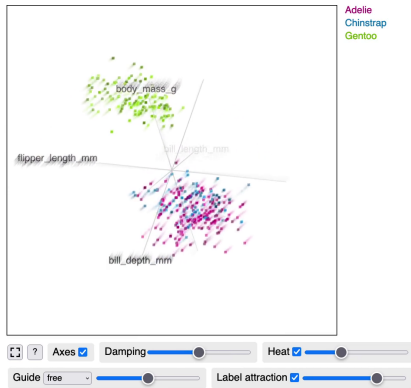 Adelie
Chinstrap
Gentoo
body_mass_g
bill_length_mm
flipper_length_mm
bill_depth_mm
? Axes Damping Heat
Guide free Label attraction